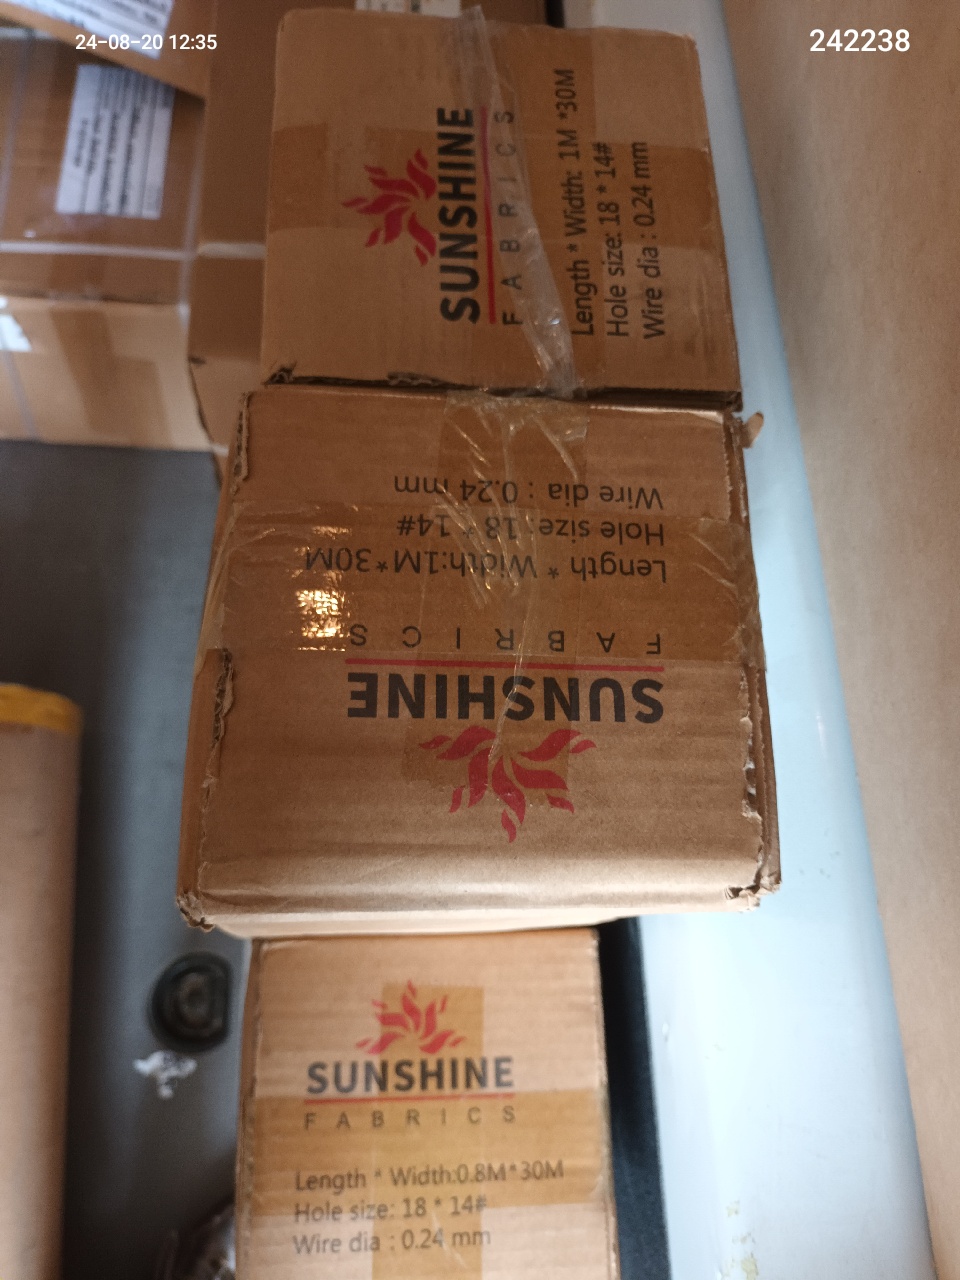 24-08-20 12:35
242238
SUNSHINE
FABRICS
Length * Width: 1M *30M
Hole size: 18 * 14#
Wire dia : 0.24 mm
SUNSHINE
FABRICS
Length * Width:1M* 30M
Hole size: 18 * 14#
Wire dia : 0.24 mm
SUNSHINE
FABRICS
Length * Width:0.8M*30M
Hole size: 18 * 14#
Wire dia : 0.24 mm